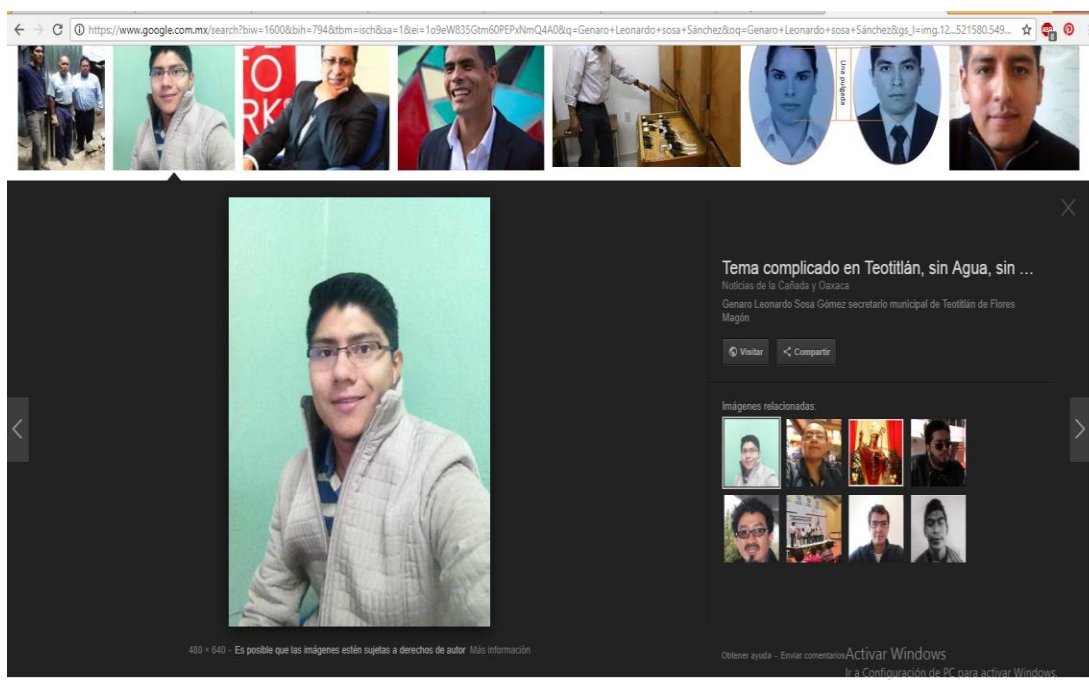 https://www.google.com.mx/search?biw=1600&bih=794&tbm=isch&sa=1&ei=1o9eW835Gtm60PEPxNmQ4A0&q=Genaro+Leonardo+sosa+Sánchez&oq=Genaro+Leonardo+sosa+Sánchez&gs_l=img.12...521580.549...
8
TO
RK®
Una pulgada
Tema complicado en Teotitlán, sin Agua, sin ...
Noticias de la Cañada y Oaxaca
Genaro Leonardo Sosa Gómez secretario municipal de Teotitlán de Flores
Magón
Visitar
Compartir
Imágenes relacionadas:
480 × 640 - Es posible que las imágenes estén sujetas a derechos de autor Más información
Obtener ayuda - Enviar comentarios
Activar Windows
Ir a Configuración de PC para activar Windows.